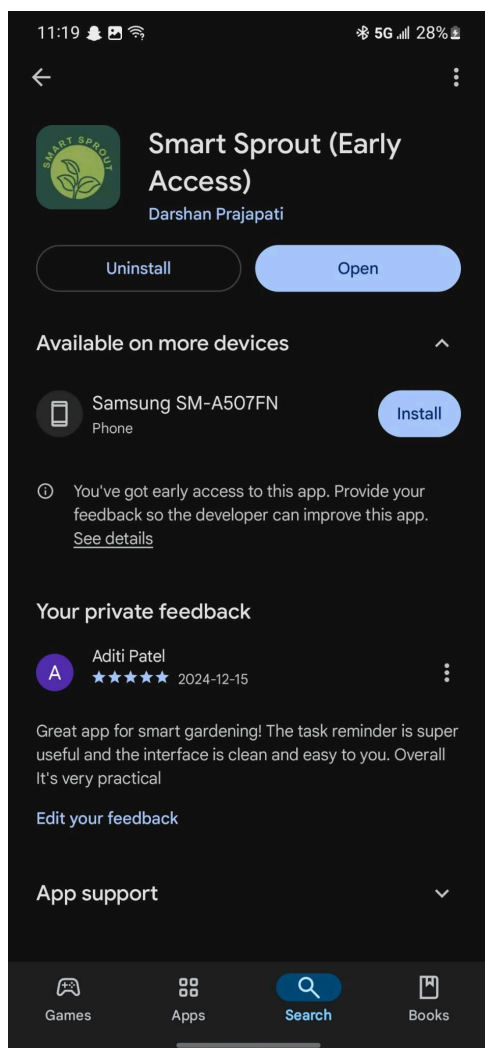 11:19 5G 28%
SMART SPROUT
Smart Sprout (Early
Access)
Darshan Prajapati
Uninstall
Open
Available on more devices
Samsung SM-A507FN
Phone
Install
You've got early access to this app. Provide your
feedback so the developer can improve this app.
See details
Your private feedback
A
Aditi Patel
2024-12-15
Great app for smart gardening! The task reminder is super
useful and the interface is clean and easy to you. Overall
It's very practical
Edit your feedback
App support
Games
Apps
Search
Books